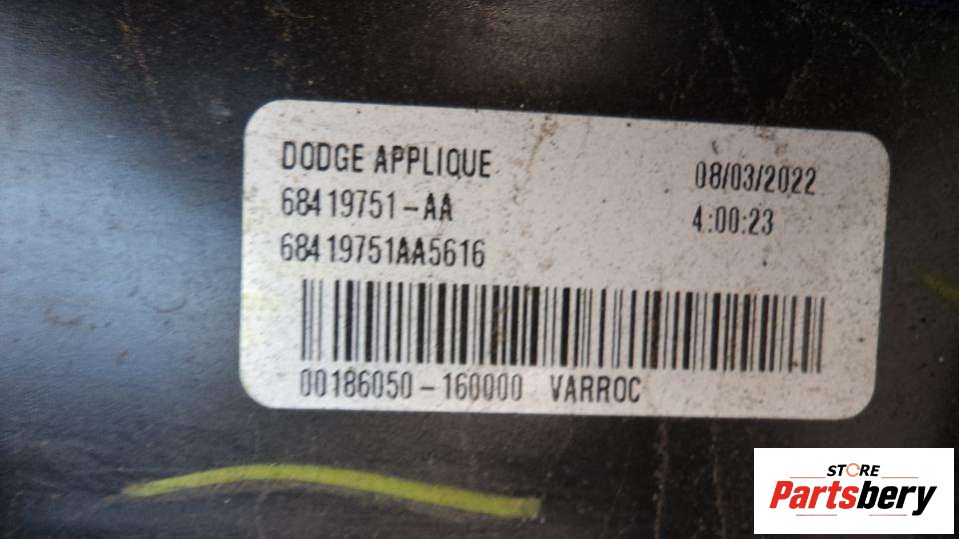 DODGE APPLIQUE
08/03/2022
68419751-AA
4:00:23
68419751AA5616
00186050-160000 VARROC
STORE
Partsbery